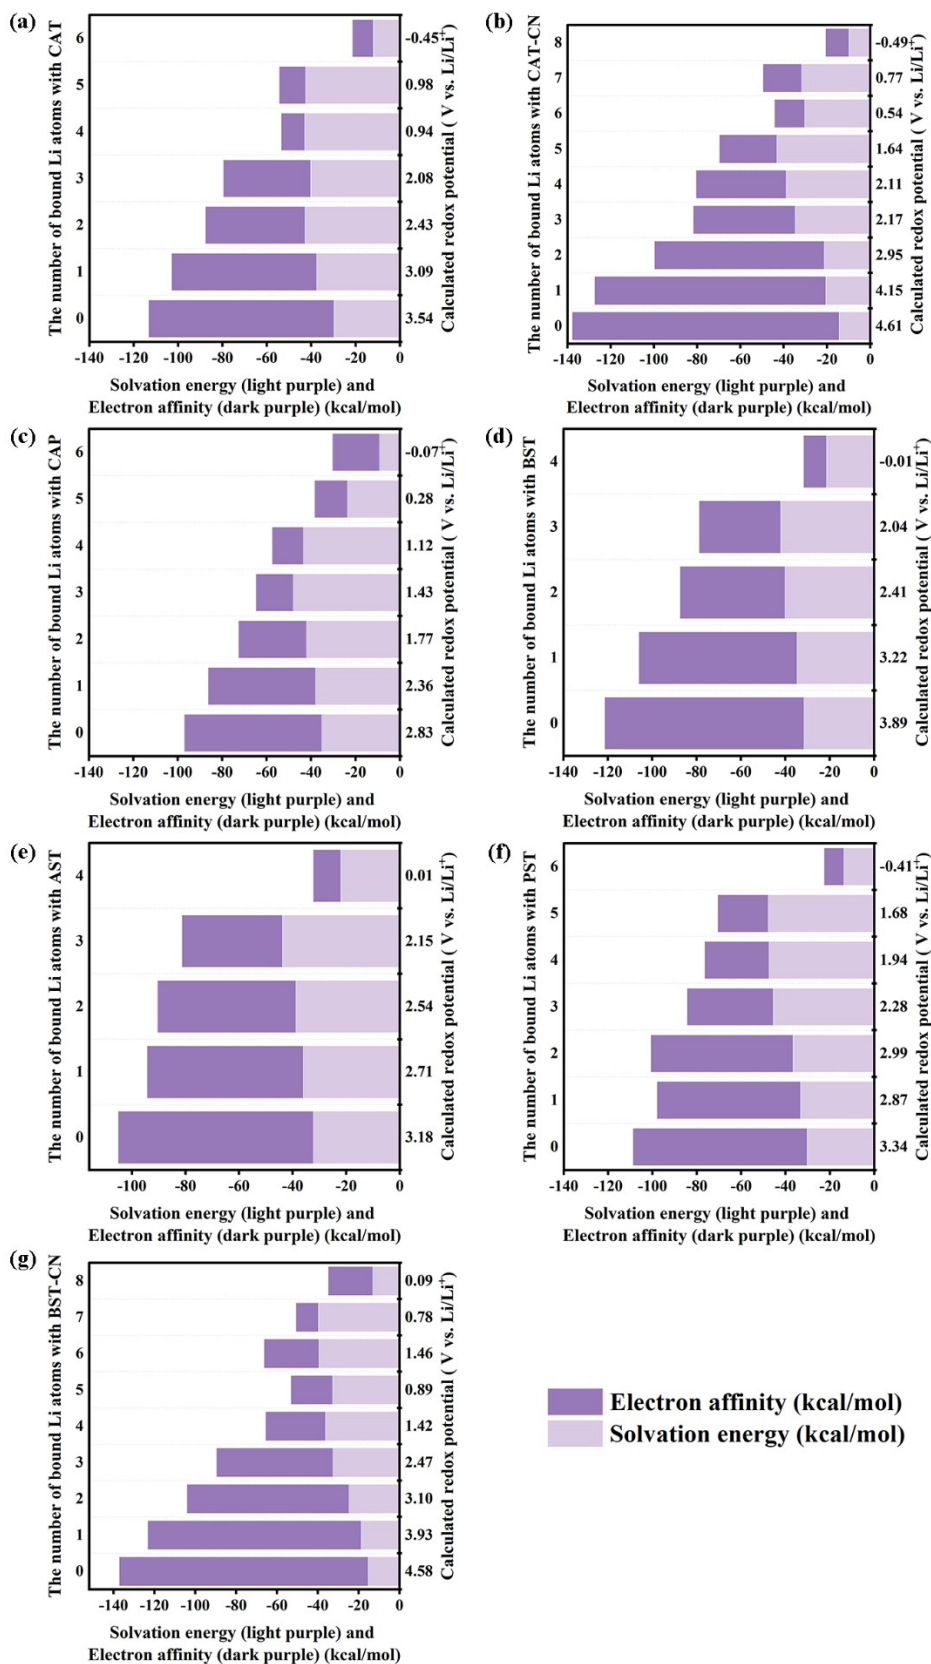 (a)
The number of bound Li atoms with CAT
6
5
4
3
2
1
0
-0.45
0.98
0.94
2.08
2.43
3.09
3.54
Calculated redox potential ( V vs. Li/Li+)
-140 -120 -100 -80 -60 -40 -20 0
Solvation energy (light purple) and
Electron affinity (dark purple) (kcal/mol)
(b)
The number of bound Li atoms with CAT-CN
8
7
6
5
4
3
2
1
0
-0.49
0.77
0.54
1.64
2.11
2.17
2.95
4.15
4.61
Calculated redox potential ( V vs. Li/Li+)
-140 -120 -100 -80 -60 -40 -20 0
Solvation energy (light purple) and
Electron affinity (dark purple) (kcal/mol)
(c)
The number of bound Li atoms with CAP
6
5
4
3
2
1
0
-0.07
0.28
1.12
1.43
1.77
2.36
2.83
Calculated redox potential ( V vs. Li/Li+)
-140 -120 -100 -80 -60 -40 -20 0
Solvation energy (light purple) and
Electron affinity (dark purple) (kcal/mol)
(d)
The number of bound Li atoms with BST
4
3
2
1
0
-0.01
2.04
2.41
3.22
3.89
Calculated redox potential ( V vs. Li/Li+)
-140 -120 -100 -80 -60 -40 -20 0
Solvation energy (light purple) and
Electron affinity (dark purple) (kcal/mol)
(e)
The number of bound Li atoms with AST
4
3
2
1
0
0.01
2.15
2.54
2.71
3.18
Calculated redox potential ( V vs. Li/Li+)
-100 -80 -60 -40 -20 0
Solvation energy (light purple) and
Electron affinity (dark purple) (kcal/mol)
(f)
The number of bound Li atoms with PST
6
5
4
3
2
1
0
-0.41
1.68
1.94
2.28
2.99
2.87
3.34
Calculated redox potential ( V vs. Li/Li+)
-140 -120 -100 -80 -60 -40 -20 0
Solvation energy (light purple) and
Electron affinity (dark purple) (kcal/mol)
(g)
The number of bound Li atoms with BST-CN
8
7
6
5
4
3
2
1
0
0.09
0.78
1.46
0.89
1.42
2.47
3.10
3.93
4.58
Calculated redox potential ( V vs. Li/Li+)
-140 -120 -100 -80 -60 -40 -20 0
Solvation energy (light purple) and
Electron affinity (dark purple) (kcal/mol)
Electron affinity (kcal/mol)
Solvation energy (kcal/mol)